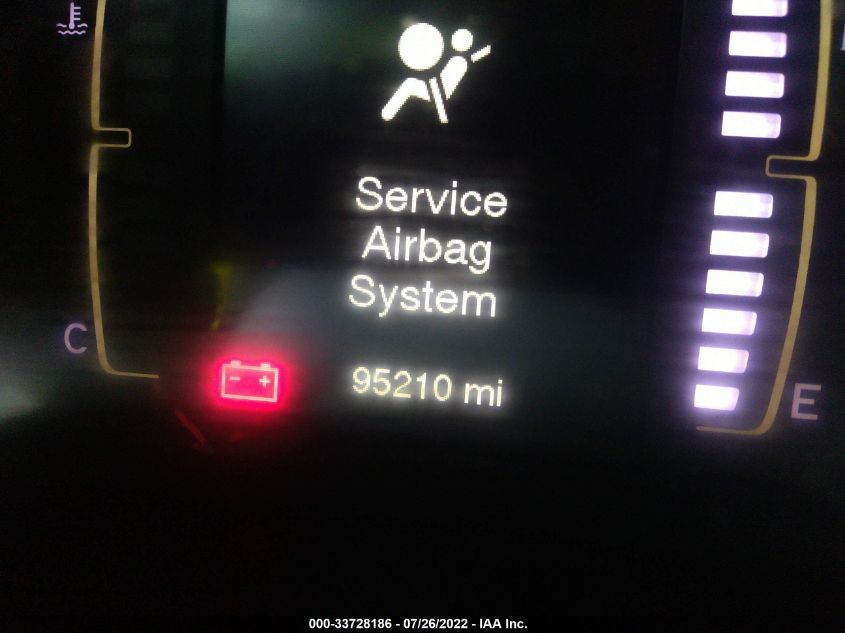 Service
Airbag
System
C
95210 mi
E
000-33728186 - 07/26/2022 - IAA Inc.